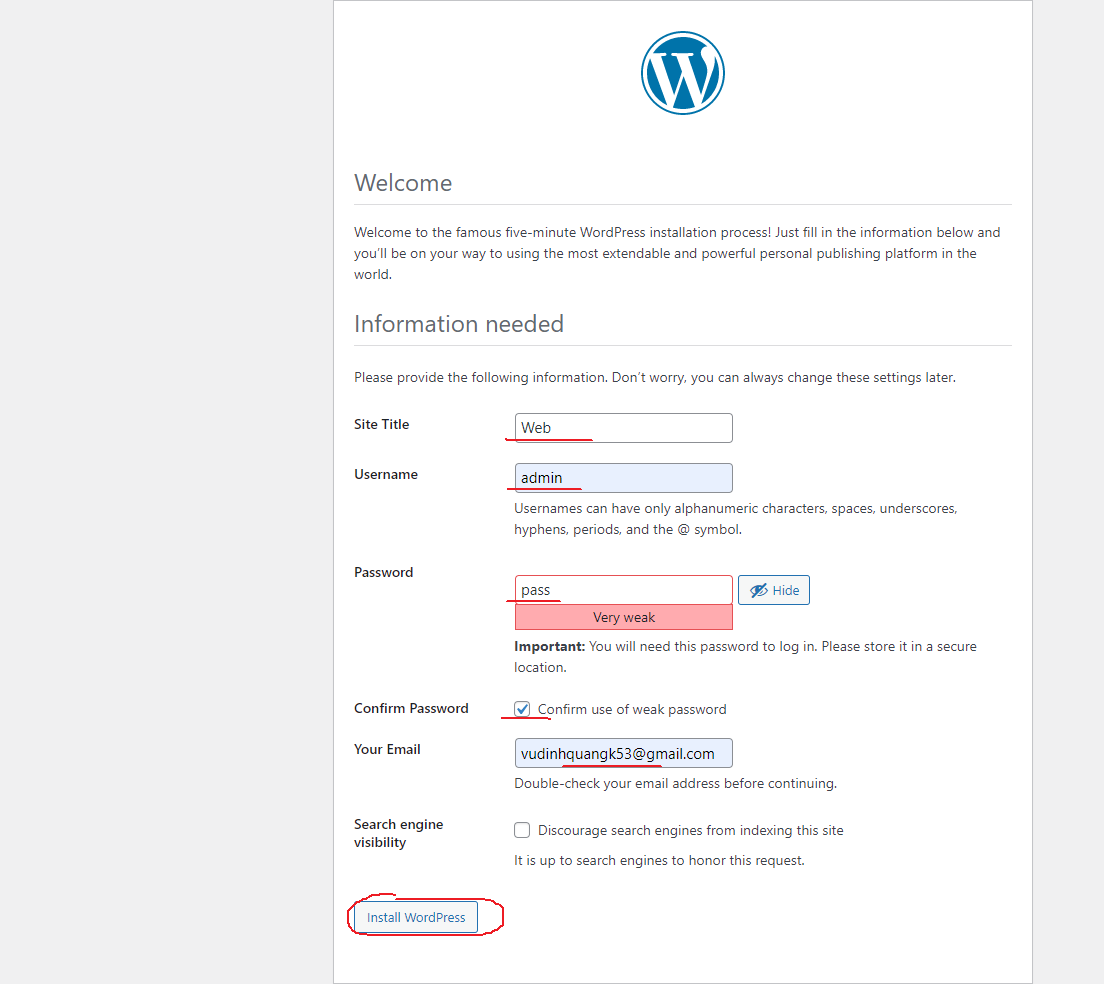 Welcome
Welcome to the famous five-minute WordPress installation process! Just fill in the information below and
you’ll be on your way to using the most extendable and powerful personal publishing platform in the
world.
Information needed
Please provide the following information. Don’t worry, you can always change these settings later.
Site Title
Web
Username
admin
Usernames can have only alphanumeric characters, spaces, underscores,
hyphens, periods, and the @ symbol.
Password
pass
Hide
Very weak
Important: You will need this password to log in. Please store it in a secure
location.
Confirm Password
Confirm use of weak password
Your Email
vudinhquangk53@gmail.com
Double-check your email address before continuing.
Search engine
visibility
Discourage search engines from indexing this site
It is up to search engines to honor this request.
Install WordPress